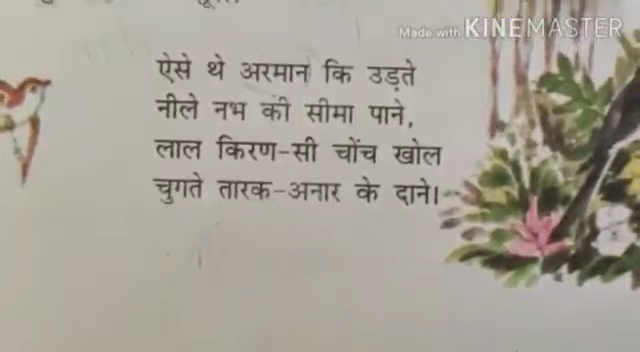 Made with KINEMASTER
ऐसे थे अरमान कि उड़ते
नीले नभ की सीमा पाने,
लाल किरण-सी चोंच खोल
चुगते तारक-अनार के दाने।